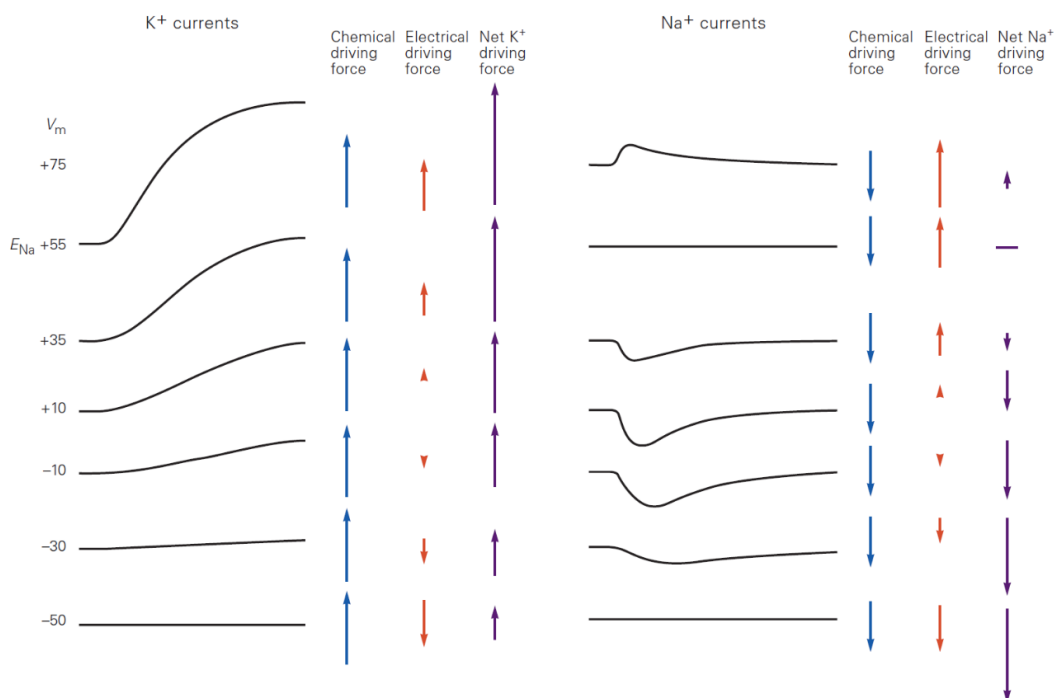 K+ currents
Na+ currents
Chemical driving force
Electrical driving force
Net K+ driving force
Chemical driving force
Electrical driving force
Net Na+ driving force
Vm
+75
ENa +55
+35
+10
–10
–30
–50